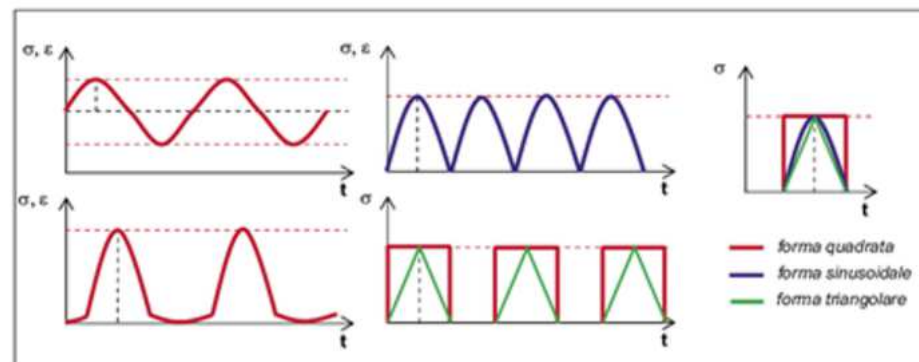 σ, ε
t
σ, ε
t
σ
t
σ, ε
t
σ
t
forma quadrata
forma sinusoidale
forma triangolare